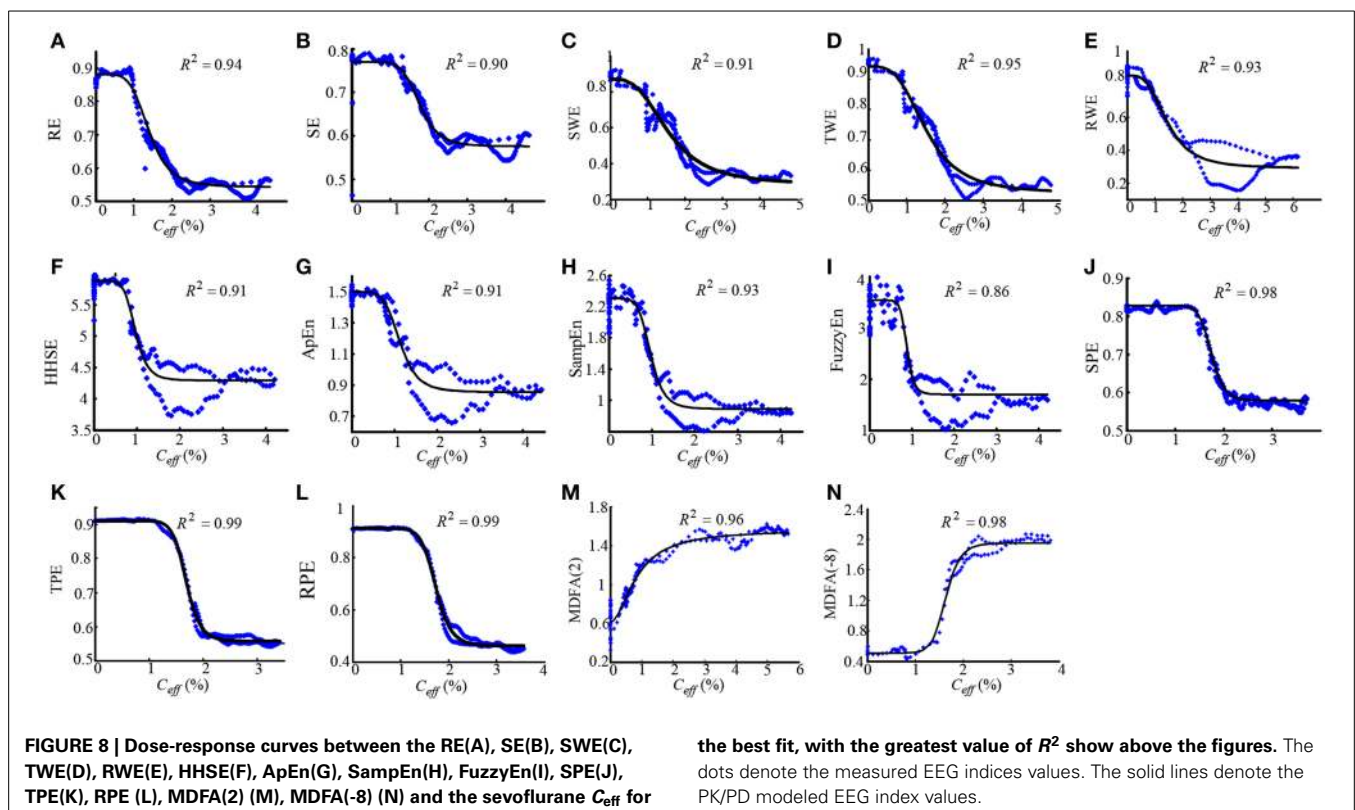 A
R² = 0.94
0.9
0.8
0.7
0.6
0.5
RE
0 1 2 3 4
C_eff (%)
B
R² = 0.90
0.8
0.7
0.6
0.5
SE
0 1 2 3 4
C_eff (%)
C
R² = 0.91
0.8
0.6
0.4
0.2
SWE
0 1 2 3 4 5
C_eff (%)
D
R² = 0.95
1
0.9
0.8
0.7
0.6
0.5
TWE
0 1 2 3 4 5
C_eff (%)
E
R² = 0.93
1
0.8
0.6
0.4
0.2
RWE
0 1 2 3 4 5 6
C_eff (%)
F
R² = 0.91
5.5
5
4.5
4
3.5
HHSE
0 1 2 3 4
C_eff (%)
G
R² = 0.91
1.5
1.3
1.1
0.9
0.7
ApEn
0 1 2 3 4
C_eff (%)
H
R² = 0.93
2.6
2.2
1.8
1.4
1
SampEn
0 1 2 3 4
C_eff (%)
I
R² = 0.86
4
3
2
1
FuzzyEn
0 1 2 3 4
C_eff (%)
J
R² = 0.98
0.9
0.8
0.7
0.6
0.5
SPE
0 1 2 3
C_eff (%)
K
R² = 0.99
0.9
0.8
0.7
0.6
0.5
TPE
0 1 2 3
C_eff (%)
L
R² = 0.99
1
0.8
0.6
0.4
RPE
0 1 2 3 4
C_eff (%)
M
R² = 0.96
1.8
1.4
1
0.6
0.2
MDFA(2)
0 1 2 3 4 5 6
C_eff (%)
N
R² = 0.98
2.4
2
1.6
1.2
0.8
0.4
MDFA(-8)
0 1 2 3 4
C_eff (%)
FIGURE 8 | Dose-response curves between the RE(A), SE(B), SWE(C),
TWE(D), RWE(E), HHSE(F), ApEn(G), SampEn(H), FuzzyEn(I), SPE(J),
TPE(K), RPE (L), MDFA(2) (M), MDFA(-8) (N) and the sevoflurane C_eff for
the best fit, with the greatest value of R² show above the figures. The
dots denote the measured EEG indices values. The solid lines denote the
PK/PD modeled EEG index values.